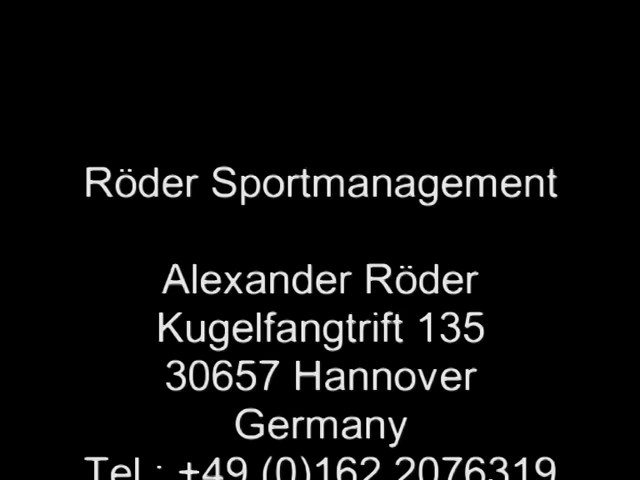 Röder Sportmanagement
Alexander Röder
Kugelfangtrift 135
30657 Hannover
Germany
Tel.: +49 (0)162 2076319